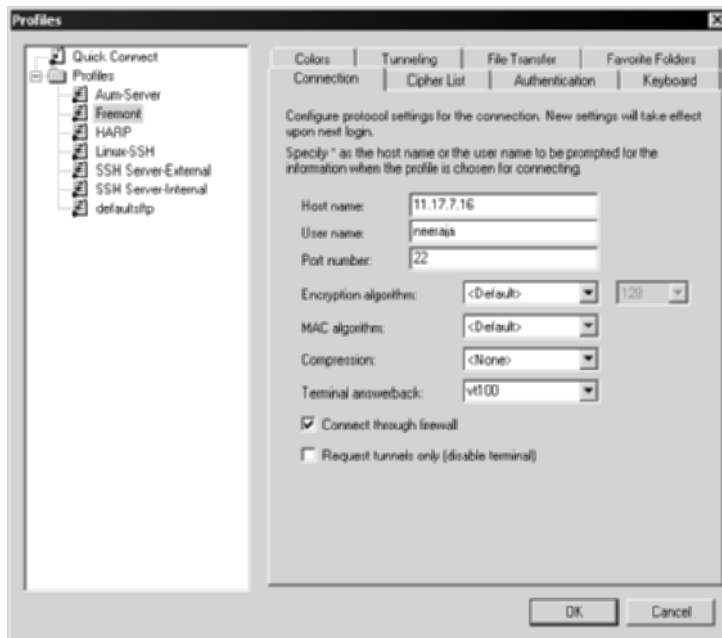 Profiles
Quick Connect
Profiles
Aum-Server
Fremont
HARP
Linux-SSH
SSH Server-External
SSH Server-Internal
defaultsftp
Colors Tunneling File Transfer Favorite Folders
Connection Cipher List Authentication Keyboard
Configure protocol settings for the connection. New settings will take effect
upon next login.
Specify * as the host name or the user name to be prompted for the
information when the profile is chosen for connecting.
Host name: 11.17.7.16
User name: neeraja
Port number: 22
Encryption algorithm: <Default> 128
MAC algorithm: <Default>
Compression: <None>
Terminal answerback: vt100
Connect through firewall
Request tunnels only (disable terminal)
OK Cancel